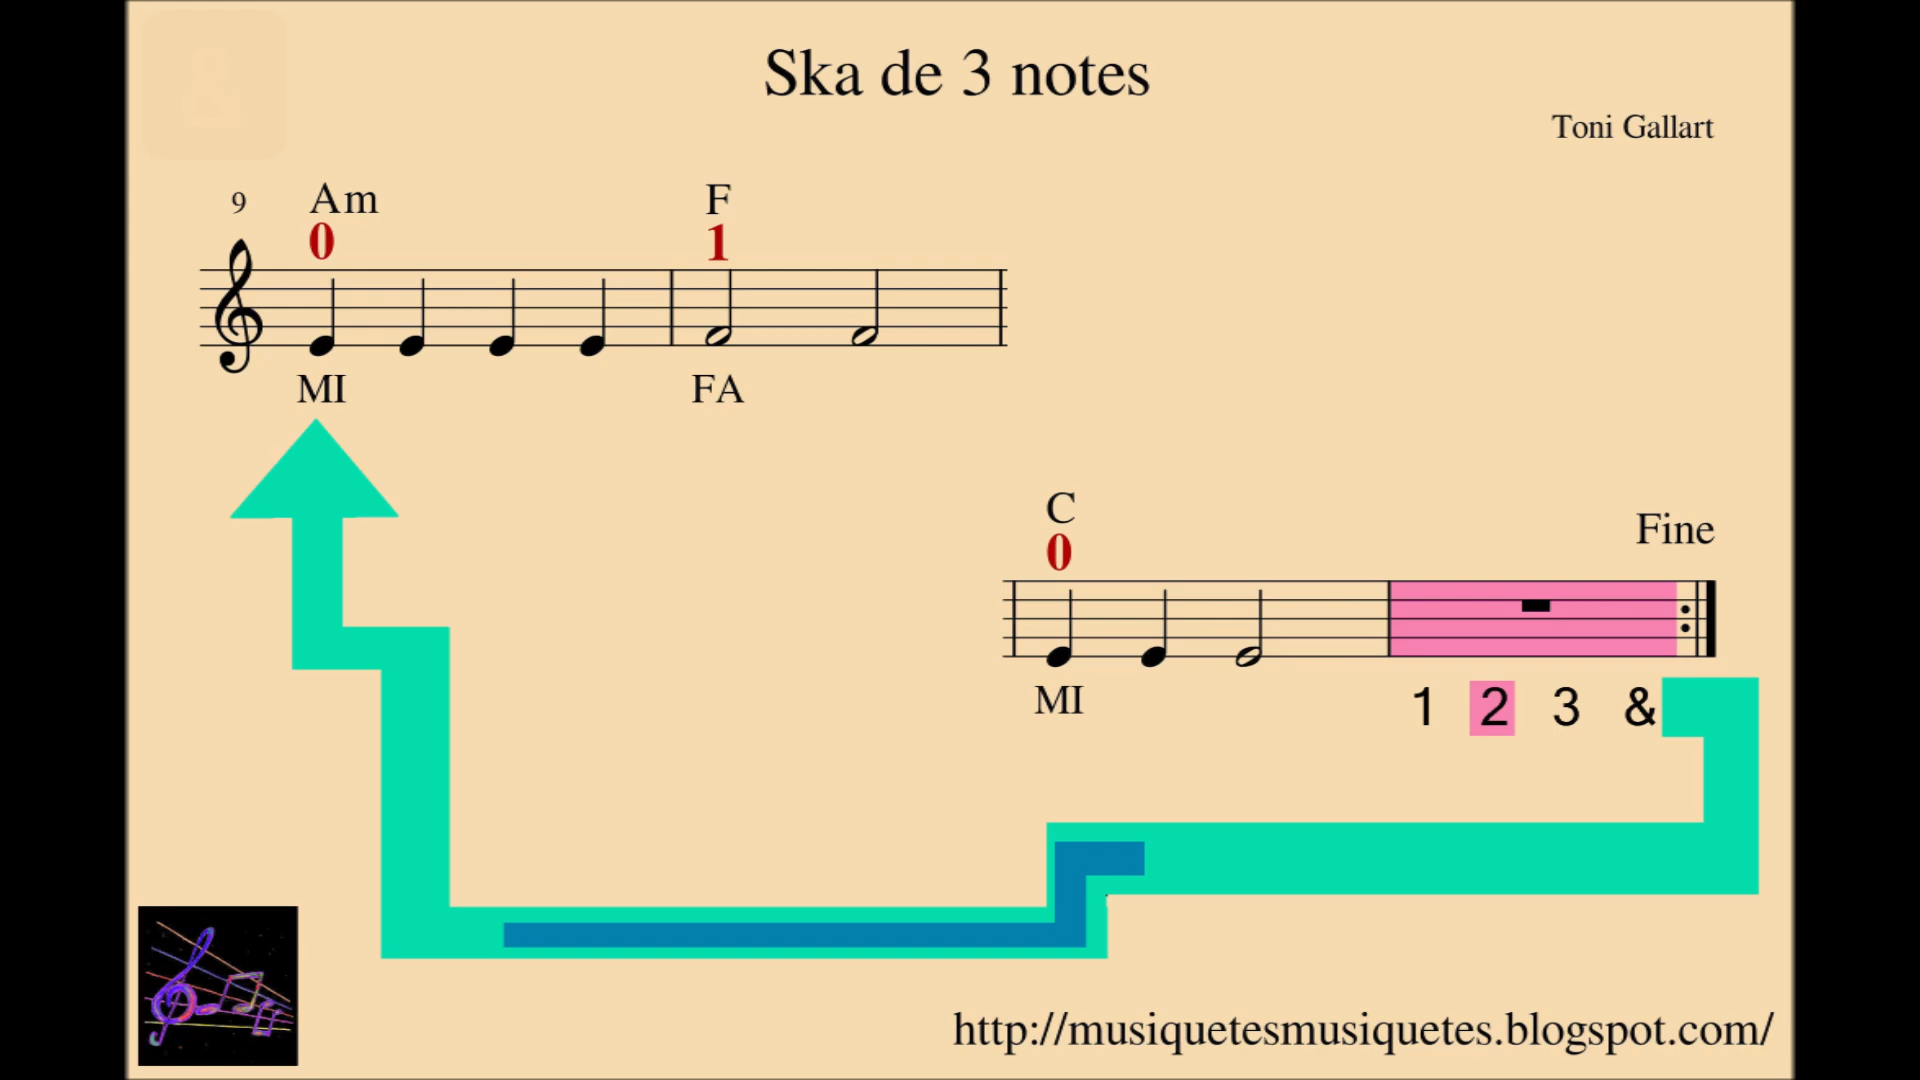 Ska de 3 notes
Toni Gallart
9 Am F
0 1
MI FA
C
0
Fine
MI
1 2 3 &
http://musiquetesmusiquetes.blogspot.com/